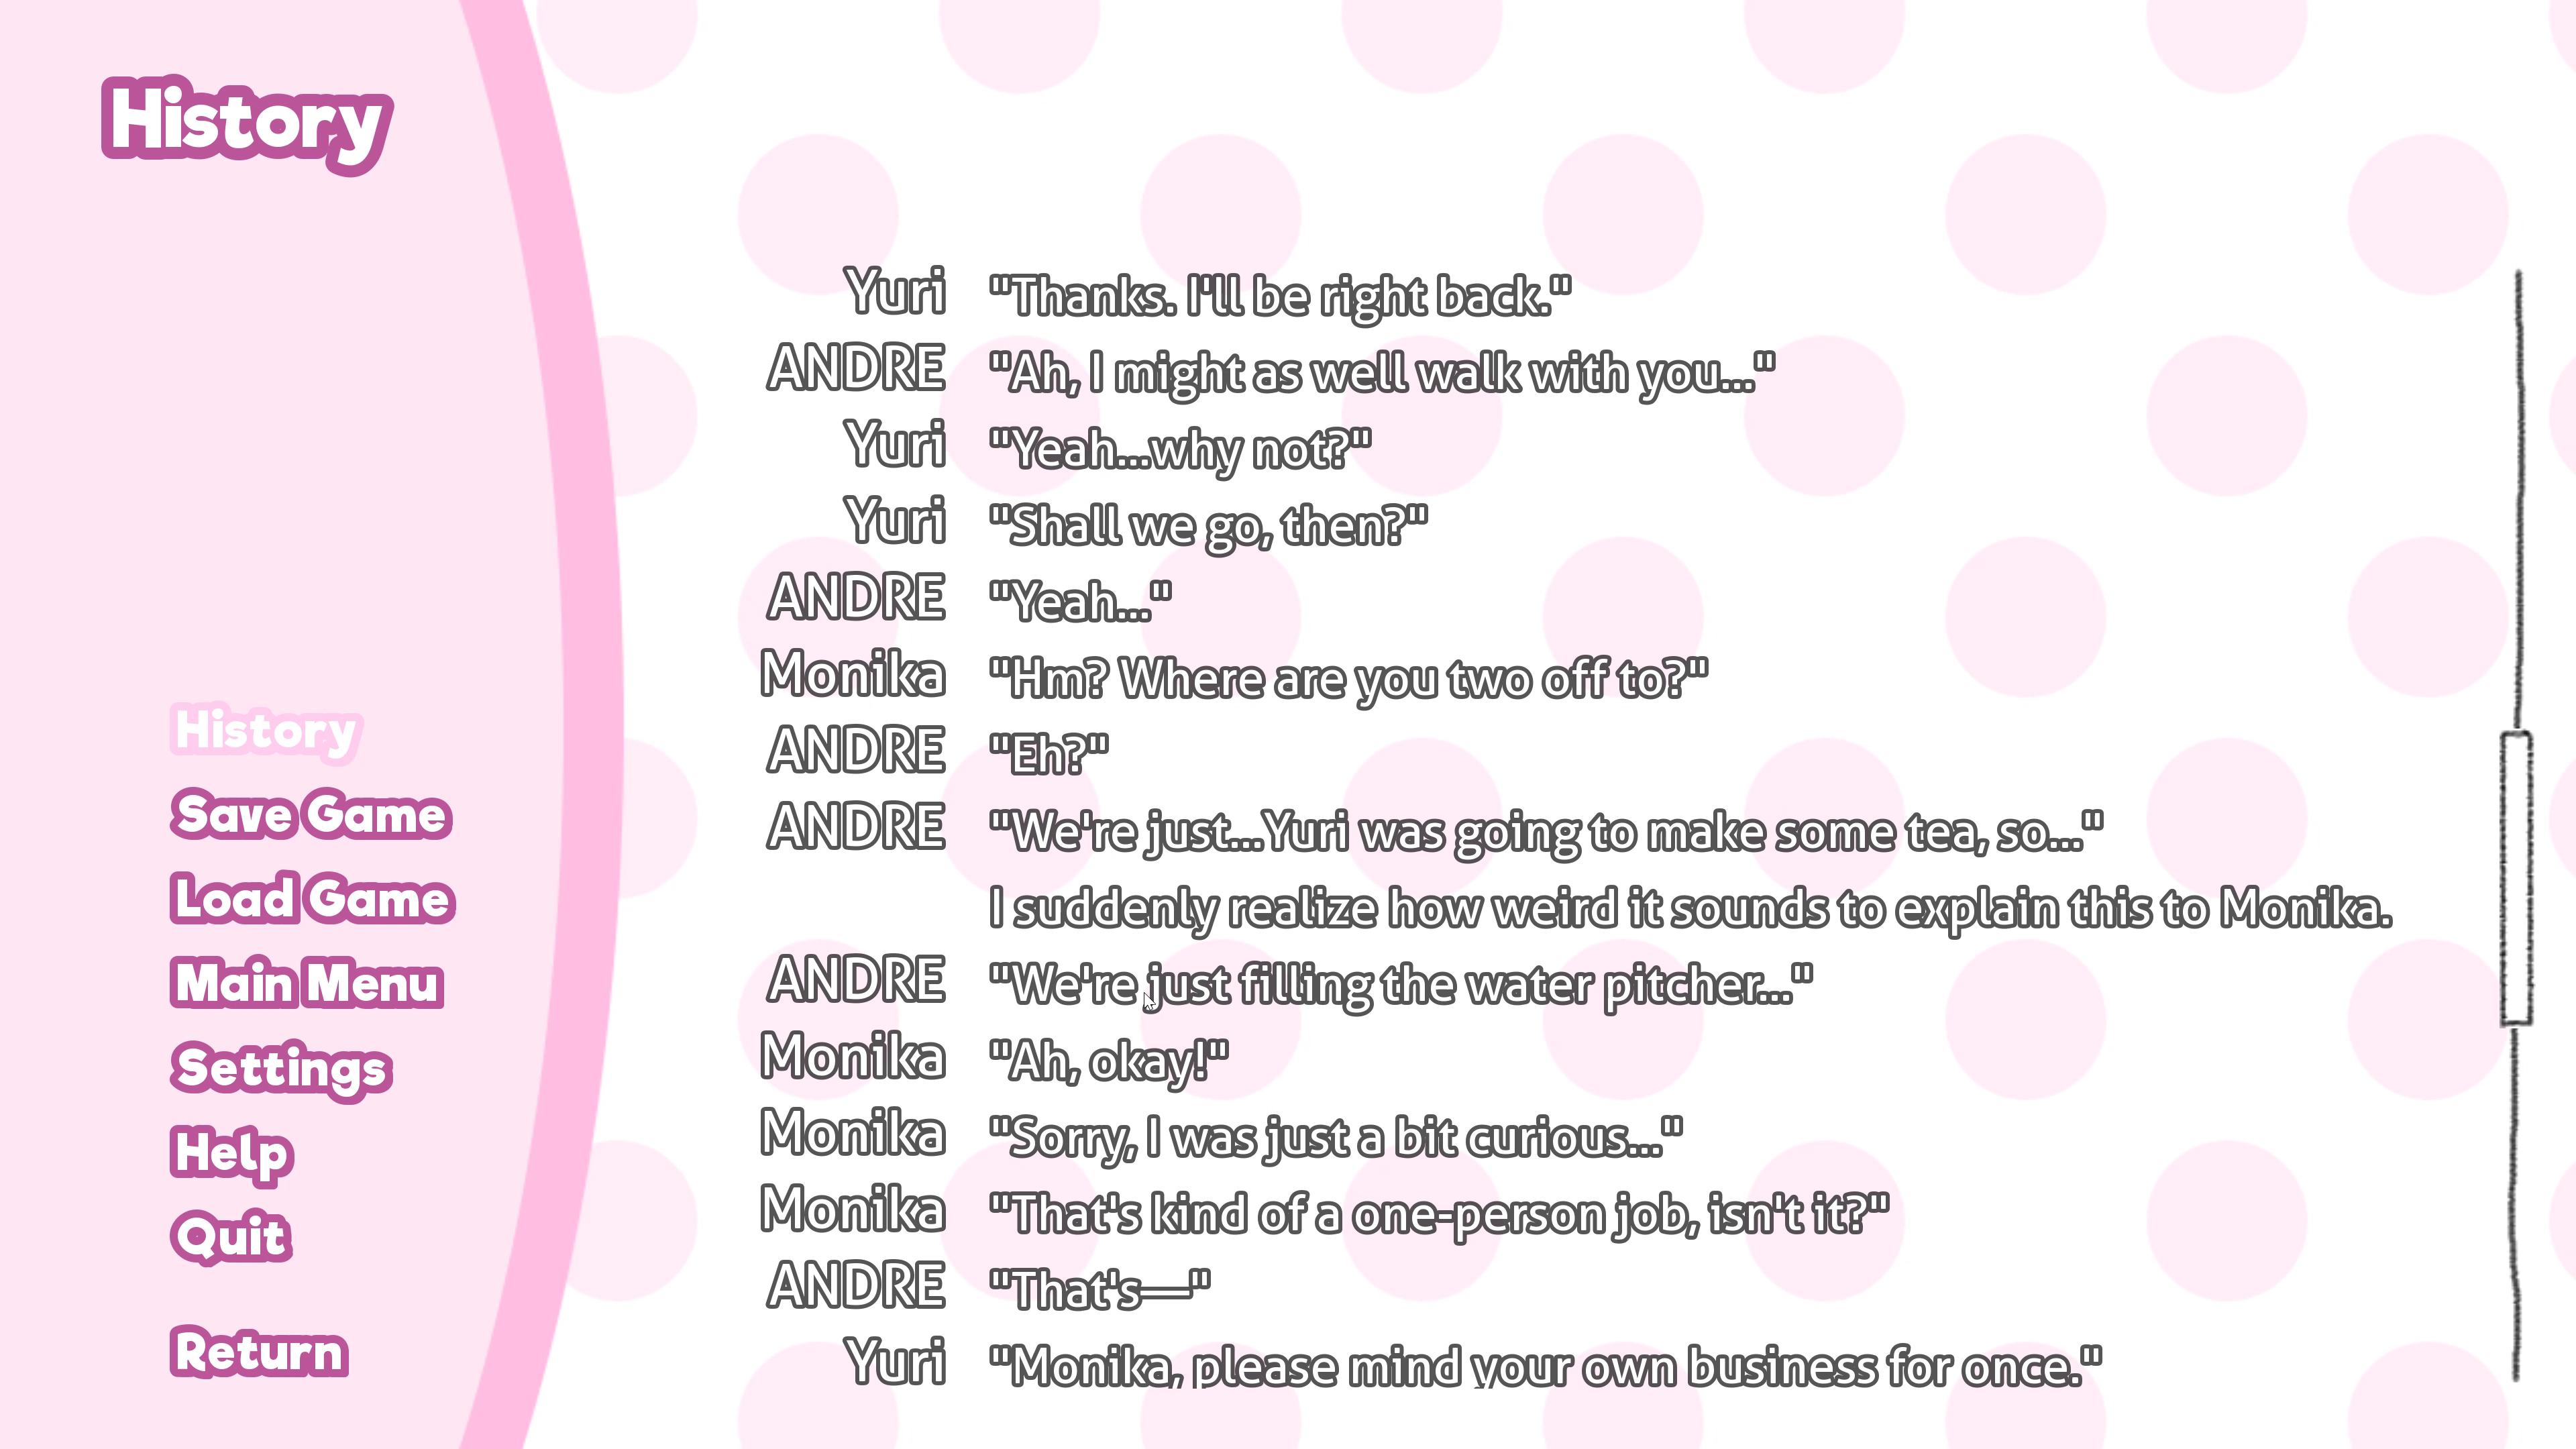 History
Yuri "Thanks. I'll be right back."
ANDRE "Ah, I might as well walk with you..."
Yuri "Yeah...why not?"
Yuri "Shall we go, then?"
ANDRE "Yeah..."
Monika "Hm? Where are you two off to?"
ANDRE "Eh?"
ANDRE "We're just...Yuri was going to make some tea, so..."
I suddenly realize how weird it sounds to explain this to Monika.
ANDRE "We're just filling the water pitcher..."
Monika "Ah, okay!"
Monika "Sorry, I was just a bit curious..."
Monika "That's kind of a one-person job, isn't it?"
ANDRE "That's—"
Yuri "Monika, please mind your own business for once."
History
Save Game
Load Game
Main Menu
Settings
Help
Quit
Return